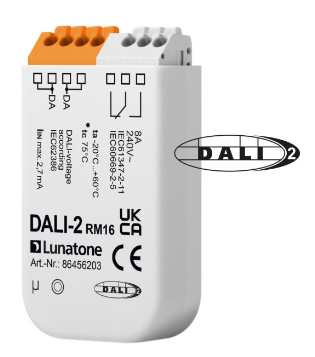 DA DA
DALI-voltage
according
IEC62386
IIN max. 2,7 mA
8A
240V~
IEC61347-2-11
IEC60669-2-5
ta -20°C...+60°C
tc 75°C
DALI-2 RM16
UK
CA
Lunatone
Art.-Nr.: 86456203
CE
µ
DALI 2
DALI 2